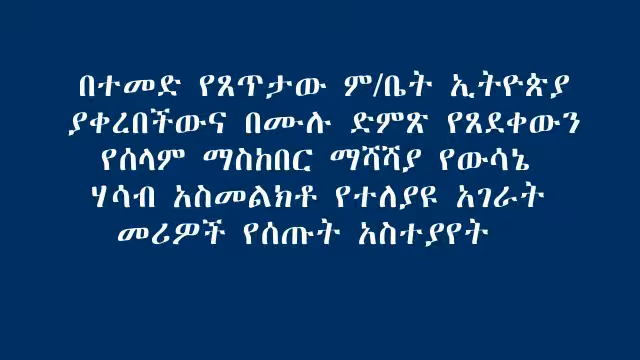 በተመድ የጸጥታው ም/ቤት ኢትዮጵያ
ያቀረበችውና በሙሉ ድምጽ የጸደቀውን
የሰላም ማስከበር ማሻሻያ የውሳኔ
ሃሳብ አስመልክቶ የተለያዩ አገራት
መሪዎች የሰጡት አስተያየት